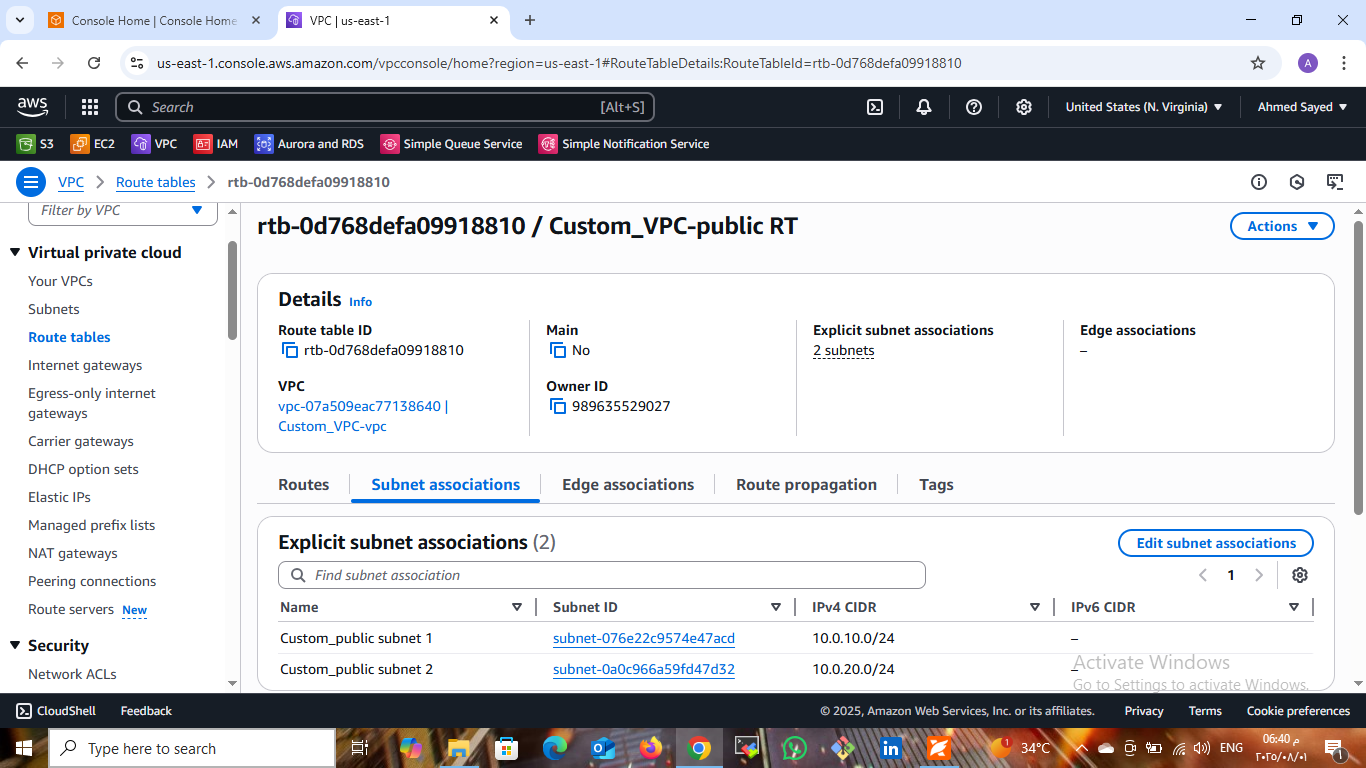 Console Home | Console Home
VPC | us-east-1
us-east-1.console.aws.amazon.com/vpcconsole/home?region=us-east-1#RouteTableDetails:RouteTableId=rtb-0d768defa09918810
A
aws
Search
[Alt+S]
United States (N. Virginia)
Ahmed Sayed
S3
EC2
VPC
IAM
Aurora and RDS
Simple Queue Service
Simple Notification Service
VPC
Route tables
rtb-0d768defa09918810
Filter by VPC
Virtual private cloud
Your VPCs
Subnets
Route tables
Internet gateways
Egress-only internet
gateways
Carrier gateways
DHCP option sets
Elastic IPs
Managed prefix lists
NAT gateways
Peering connections
Route servers New
Security
Network ACLs
rtb-0d768defa09918810 / Custom_VPC-public RT
Actions
Details Info
Route table ID
rtb-0d768defa09918810
Main
No
Explicit subnet associations
2 subnets
Edge associations
–
VPC
vpc-07a509eac77138640 |
Custom_VPC-vpc
Owner ID
989635529027
Routes
Subnet associations
Edge associations
Route propagation
Tags
Explicit subnet associations (2)
Edit subnet associations
Find subnet association
1
Name
Subnet ID
IPv4 CIDR
IPv6 CIDR
Custom_public subnet 1
subnet-076e22c9574e47acd
10.0.10.0/24
–
Custom_public subnet 2
subnet-0a0c966a59fd47d32
10.0.20.0/24
–
Activate Windows
Go to Settings to activate Windows.
CloudShell
Feedback
© 2025, Amazon Web Services, Inc. or its affiliates.
Privacy
Terms
Cookie preferences
Type here to search
1
34°C
ENG
06:40 م
٢٠٢٥/٠٨/٠١
1